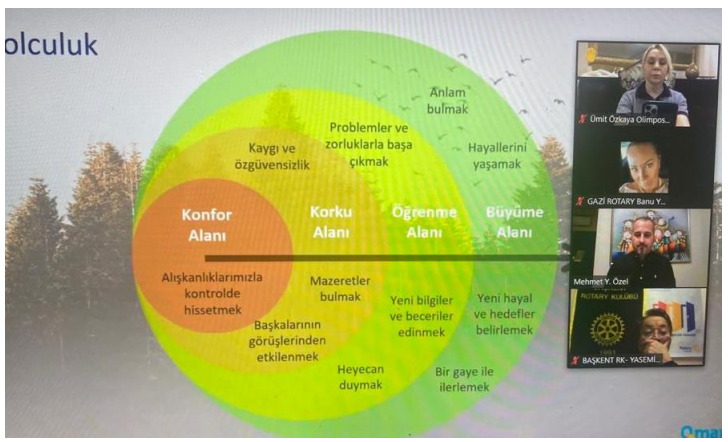 olculuk
Anlam
bulmak
Problemler ve
zorluklarla başa
çıkmak
Kaygı ve
özgüvensizlik
Hayallerini
yaşamak
Konfor
Alanı
Korku
Alanı
Öğrenme
Alanı
Büyüme
Alanı
Alışkanlıklarımızla
kontrolde
hissetmek
Mazeretler
bulmak
Yeni bilgiler
ve beceriler
edinmek
Yeni hayal
ve hedefler
belirlemek
Başkalarının
görüşlerinden
etkilenmek
Heyecan
duymak
Bir gaye ile
ilerlemek
Ümit Özkaya Olimpos...
GAZİ ROTARY Banu Y...
Mehmet Y. Özel
ROTARY KULÜBÜ
BAŞKENT RK- YASEMİ...